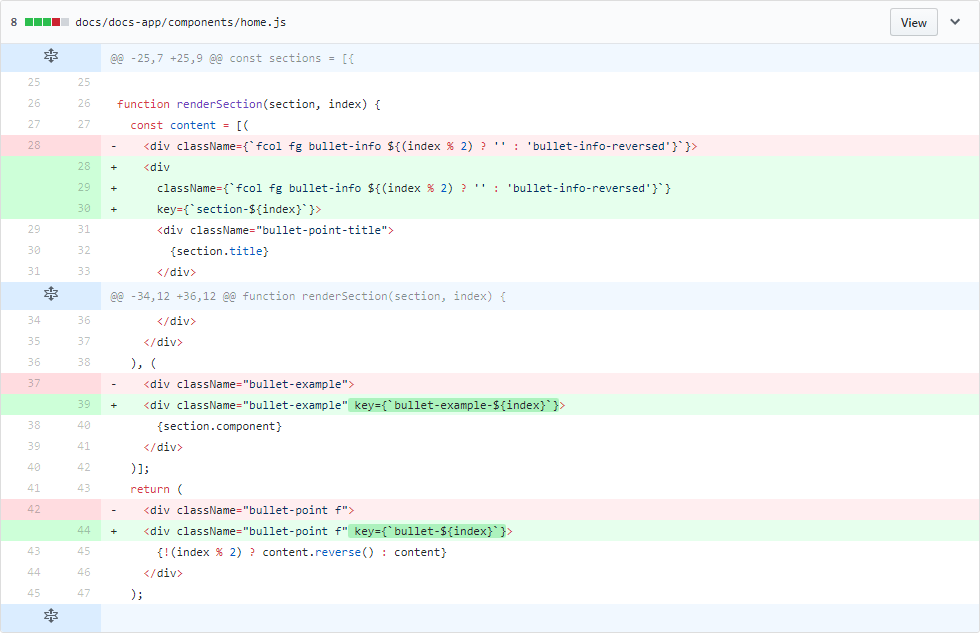 8 docs/docs-app/components/home.js View
@@ -25,7 +25,9 @@ const sections = [{
25 25
26 26 function renderSection(section, index) {
27 27 const content = [(
28 - <div className={`fcol fg bullet-info ${(index % 2) ? '' : 'bullet-info-reversed'}`}>
28 + <div
29 + className={`fcol fg bullet-info ${(index % 2) ? '' : 'bullet-info-reversed'}`}
30 + key={`section-${index}`}>
29 31 <div className="bullet-point-title">
30 32 {section.title}
31 33 </div>
@@ -34,12 +36,12 @@ function renderSection(section, index) {
34 36 </div>
35 37 </div>
36 38 ), (
37 - <div className="bullet-example">
39 + <div className="bullet-example" key={`bullet-example-${index}`}>
38 40 {section.component}
39 41 </div>
40 42 )];
41 43 return (
42 - <div className="bullet-point f">
44 + <div className="bullet-point f" key={`bullet-${index}`}>
43 45 {!(index % 2) ? content.reverse() : content}
44 46 </div>
45 47 );